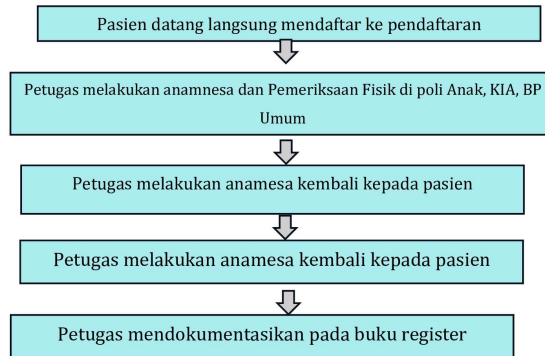 Pasien datang langsung mendaftar ke pendaftaran
Petugas melakukan anamnesa dan Pemeriksaan Fisik di poli Anak, KIA, BP
Umum
Petugas melakukan anamesa kembali kepada pasien
Petugas melakukan anamesa kembali kepada pasien
Petugas mendokumentasikan pada buku register